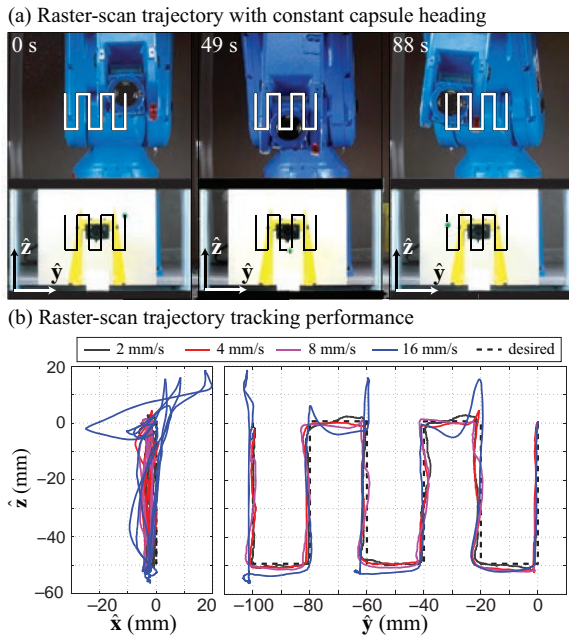 (a) Raster-scan trajectory with constant capsule heading
0 s
49 s
88 s
ẑ
ŷ
ẑ
ŷ
ẑ
ŷ
(b) Raster-scan trajectory tracking performance
2 mm/s 4 mm/s 8 mm/s 16 mm/s desired
20
0
−20
−40
−60
ẑ (mm)
−20 0 20
x̂ (mm)
−100 −80 −60 −40 −20 0
ŷ (mm)